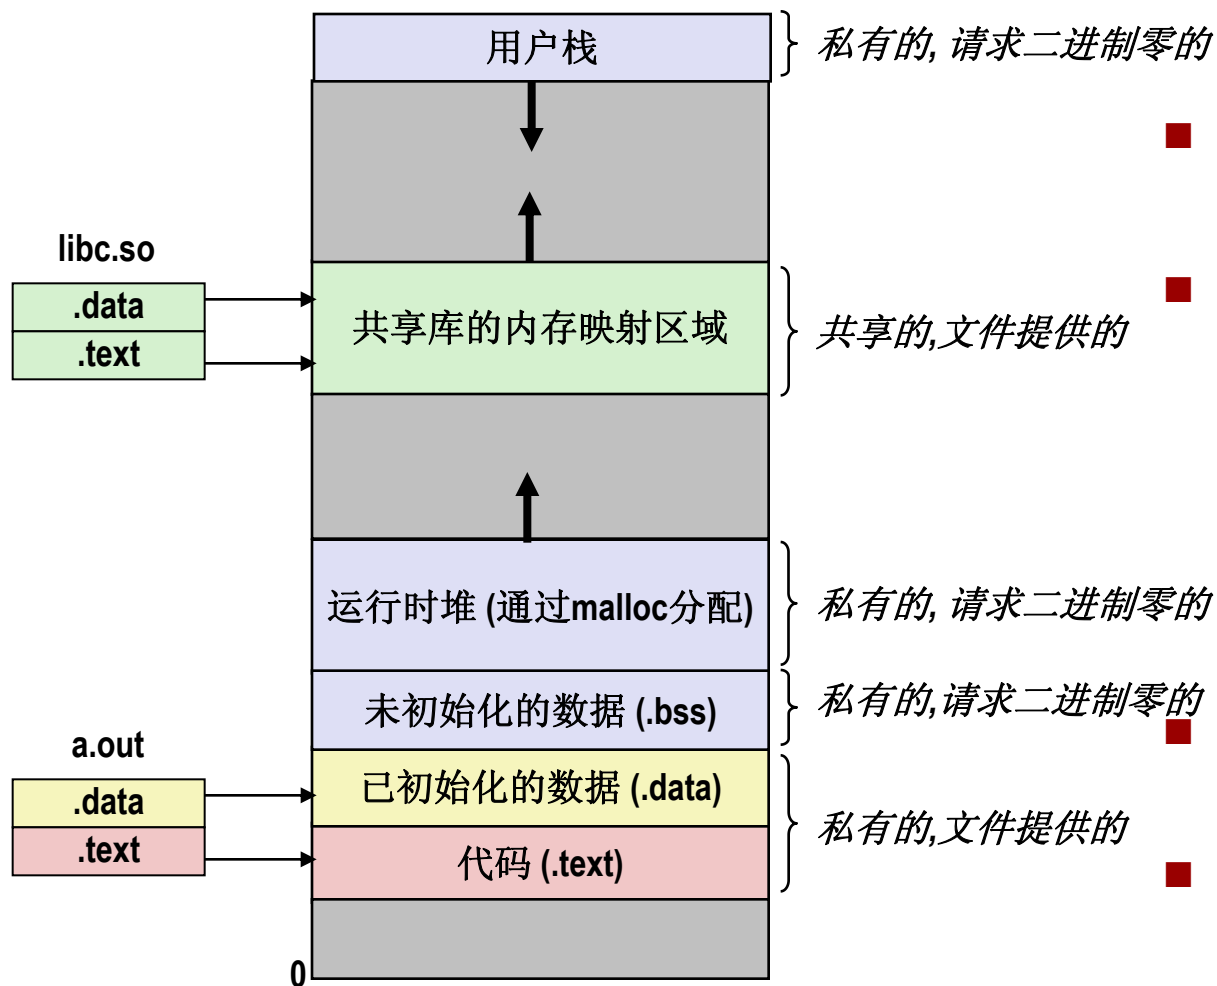 用户栈
私有的, 请求二进制零的
libc.so
.data
.text
共享库的内存映射区域
共享的,文件提供的
运行时堆 (通过malloc分配)
私有的, 请求二进制零的
未初始化的数据 (.bss)
私有的,请求二进制零的
a.out
.data
.text
已初始化的数据 (.data)
代码 (.text)
私有的,文件提供的
0